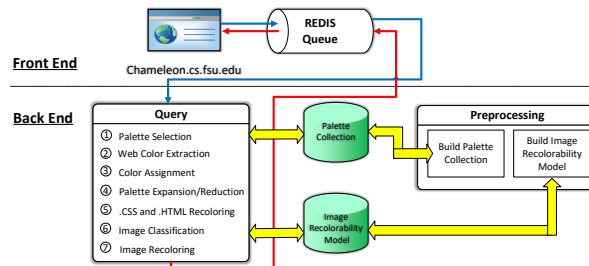 REDIS
Queue
Front End
Chameleon.cs.fsu.edu
Back End
Query
① Palette Selection
② Web Color Extraction
③ Color Assignment
④ Palette Expansion/Reduction
⑤ .CSS and .HTML Recoloring
⑥ Image Classification
⑦ Image Recoloring
Palette
Collection
Image
Recolorability
Model
Preprocessing
Build Palette
Collection
Build Image
Recolorability
Model